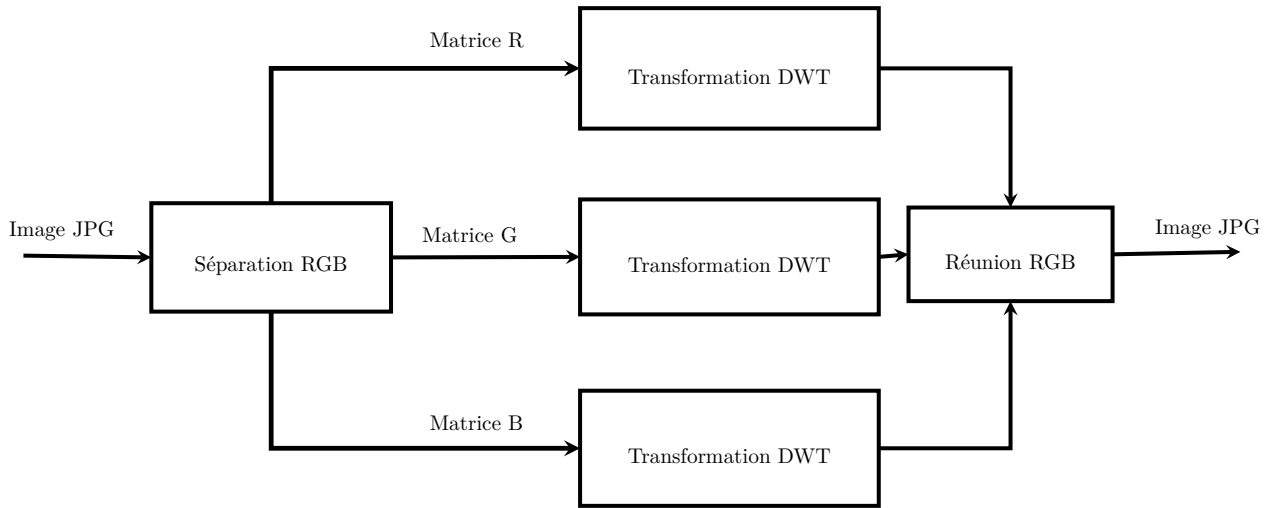 Matrice R
Transformation DWT
Image JPG
Séparation RGB
Matrice G
Transformation DWT
Réunion RGB
Image JPG
Matrice B
Transformation DWT